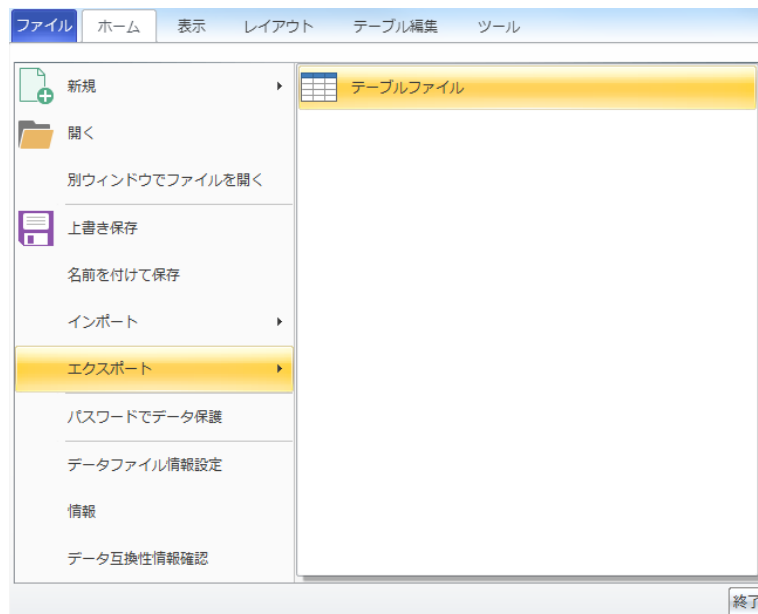 ファイル ホーム 表示 レイアウト テーブル編集 ツール
新規
テーブルファイル
開く
別ウィンドウでファイルを開く
上書き保存
名前を付けて保存
インポート
エクスポート
パスワードでデータ保護
データファイル情報設定
情報
データ互換性情報確認
終了